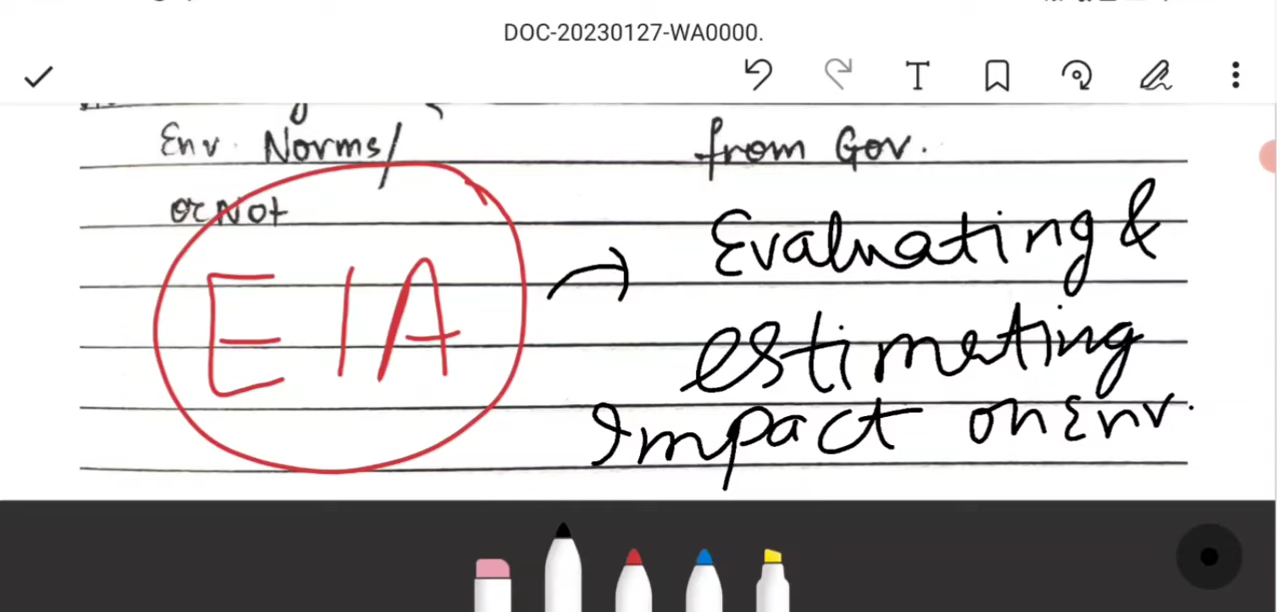 DOC-20230127-WA0000.
T
Env. Norms/ from Gov.
or Not
EIA → Evaluating &
estimating
Impact on Env.